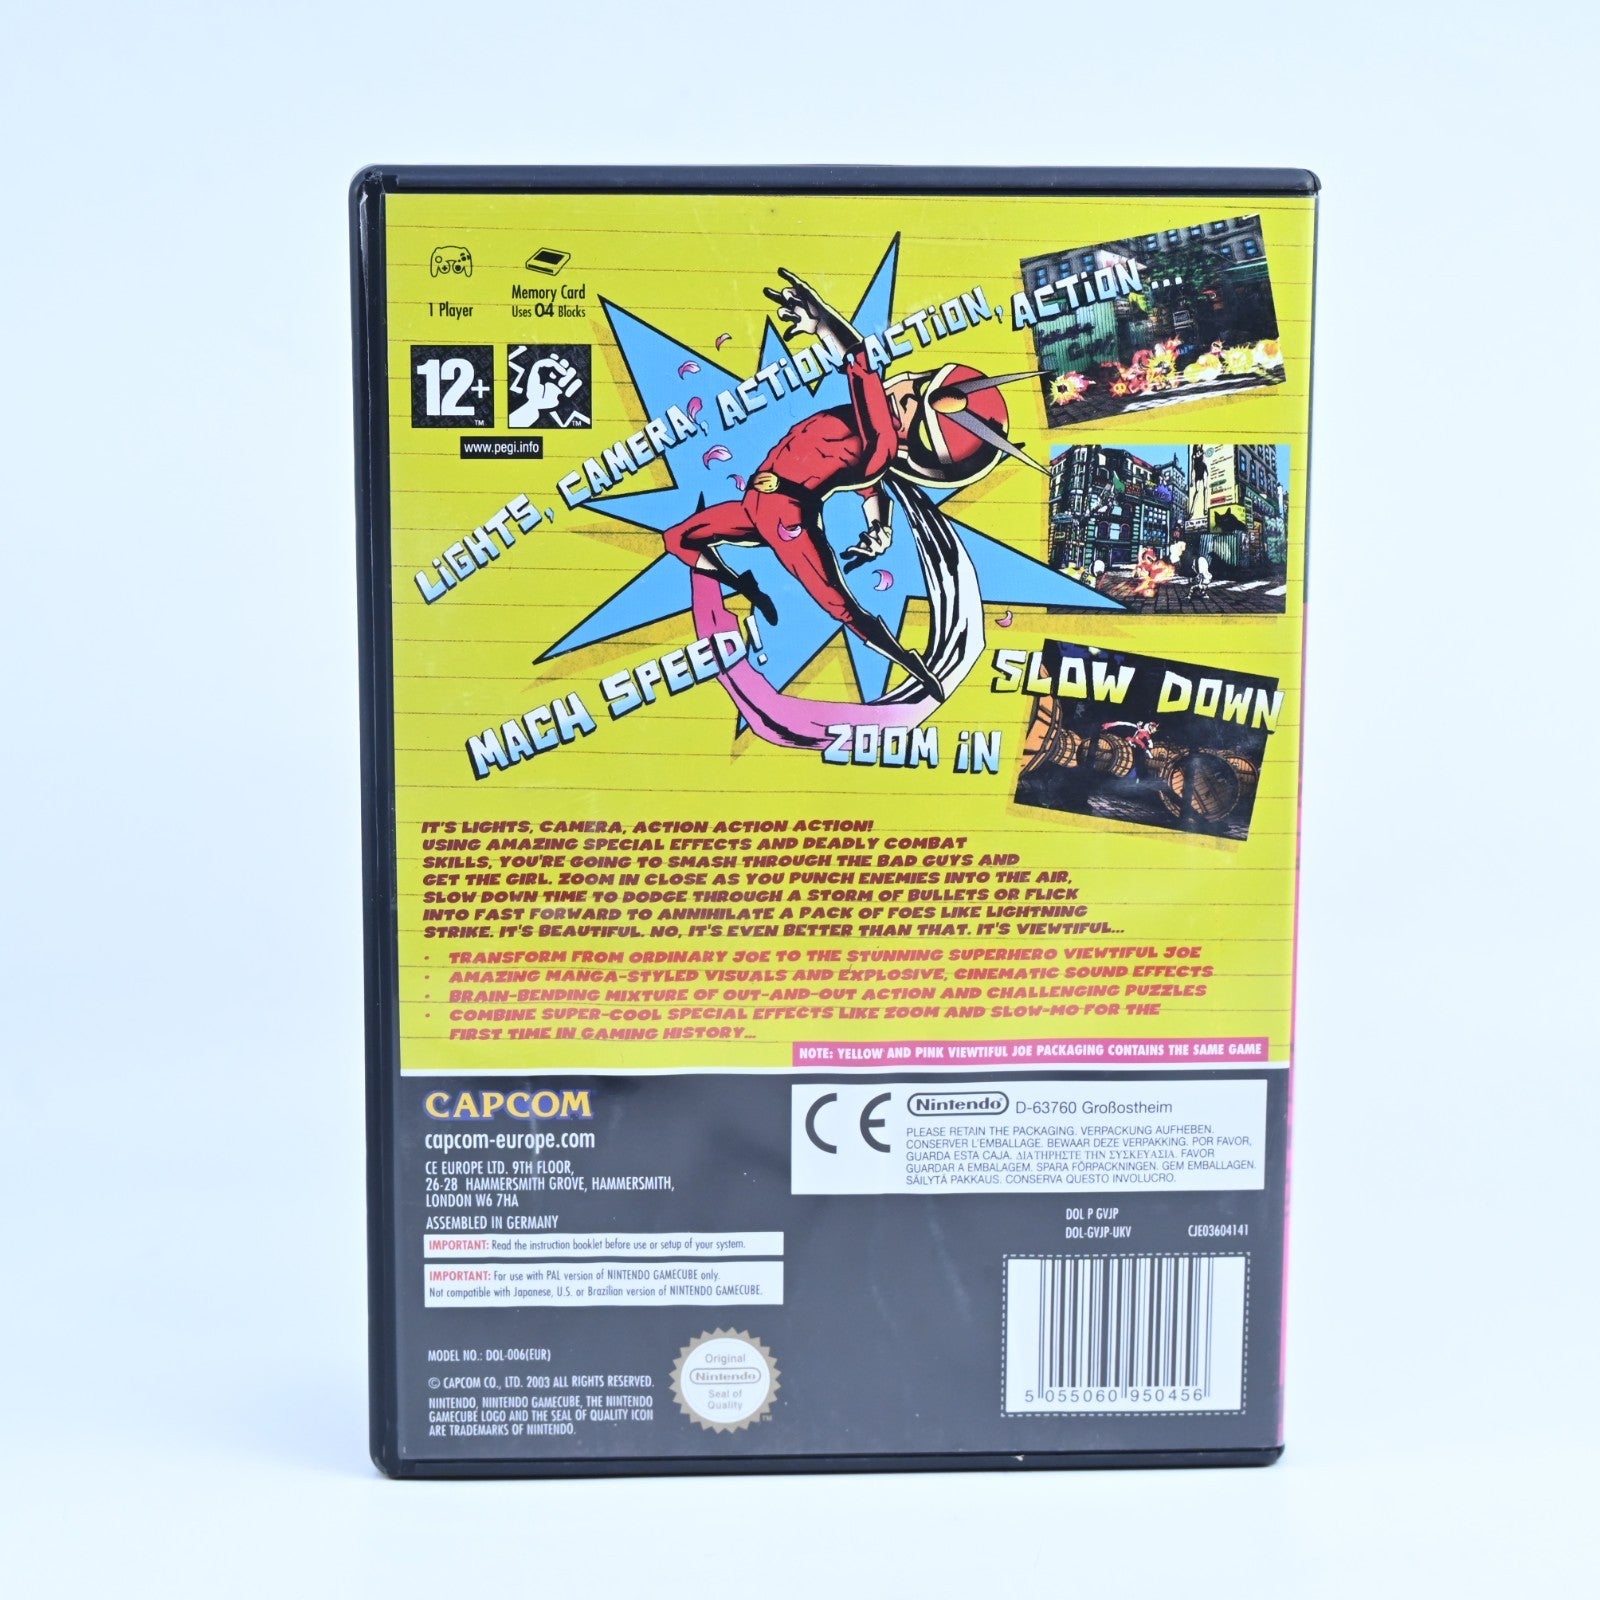 1 Player
Memory Card
Uses 04 Blocks
12+
TM
TM
www.pegi.info
LiGHTS, CAMERA, ACTiON, ACTiON, ACTiON...
MACH SPEED!
ZOOM iN
SLOW DOWN
IT'S LIGHTS, CAMERA, ACTION ACTION ACTION!
USING AMAZING SPECIAL EFFECTS AND DEADLY COMBAT
SKILLS, YOU'RE GOING TO SMASH THROUGH THE BAD GUYS AND
GET THE GIRL. ZOOM IN CLOSE AS YOU PUNCH ENEMIES INTO THE AIR,
SLOW DOWN TIME TO DODGE THROUGH A STORM OF BULLETS OR FLICK
INTO FAST FORWARD TO ANNIHILATE A PACK OF FOES LIKE LIGHTNING
STRIKE. IT'S BEAUTIFUL. NO, IT'S EVEN BETTER THAN THAT. IT'S VIEWTIFUL...
• TRANSFORM FROM ORDINARY JOE TO THE STUNNING SUPERHERO VIEWTIFUL JOE
• AMAZING MANGA-STYLED VISUALS AND EXPLOSIVE, CINEMATIC SOUND EFFECTS
• BRAIN-BENDING MIXTURE OF OUT-AND-OUT ACTION AND CHALLENGING PUZZLES
• COMBINE SUPER-COOL SPECIAL EFFECTS LIKE ZOOM AND SLOW-MO FOR THE
FIRST TIME IN GAMING HISTORY...
NOTE: YELLOW AND PINK VIEWTIFUL JOE PACKAGING CONTAINS THE SAME GAME
CAPCOM
capcom-europe.com
CE EUROPE LTD. 9TH FLOOR,
26-28 HAMMERSMITH GROVE, HAMMERSMITH,
LONDON W6 7HA
ASSEMBLED IN GERMANY
IMPORTANT: Read the instruction booklet before use or setup of your system.
IMPORTANT: For use with PAL version of NINTENDO GAMECUBE only.
Not compatible with Japanese, U.S. or Brazilian version of NINTENDO GAMECUBE.
MODEL NO.: DOL-006(EUR)
© CAPCOM CO., LTD. 2003 ALL RIGHTS RESERVED.
NINTENDO, NINTENDO GAMECUBE, THE NINTENDO
GAMECUBE LOGO AND THE SEAL OF QUALITY ICON
ARE TRADEMARKS OF NINTENDO.
Original
Nintendo
Seal of
Quality
TM
CE
Nintendo® D-63760 Großostheim
PLEASE RETAIN THE PACKAGING. VERPACKUNG AUFHEBEN.
CONSERVER L'EMBALLAGE. BEWAAR DEZE VERPAKKING. POR FAVOR,
GUARDA ESTA CAJA. ΔΙΑΤΗΡΗΣΤΕ ΤΗΝ ΣΥΣΚΕΥΑΣΙΑ. FAVOR
GUARDAR A EMBALAGEM. SPARA FÖRPACKNINGEN. GEM EMBALLAGEN.
SÄILYTÄ PAKKAUS. CONSERVA QUESTO INVOLUCRO.
DOL P GVJP
DOL-GVJP-UKV CJE03604141
5 055060 950456